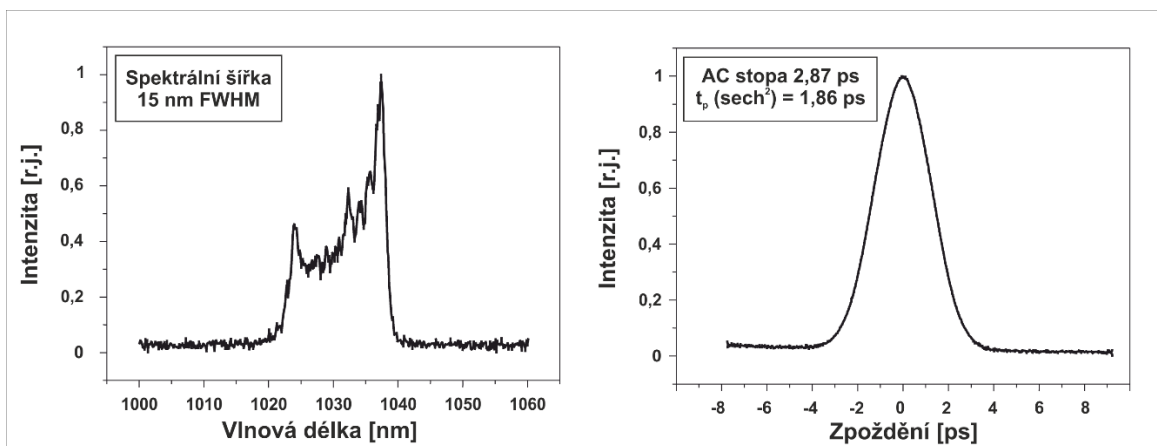 Spektrální šířka
15 nm FWHM
Intenzita [r.j.]
1
0,8
0,6
0,4
0,2
0
1000 1010 1020 1030 1040 1050 1060
Vlnová délka [nm]
AC stopa 2,87 ps
tₚ (sech²) = 1,86 ps
Intenzita [r.j.]
1
0,8
0,6
0,4
0,2
0
-8 -6 -4 -2 0 2 4 6 8
Zpoždění [ps]